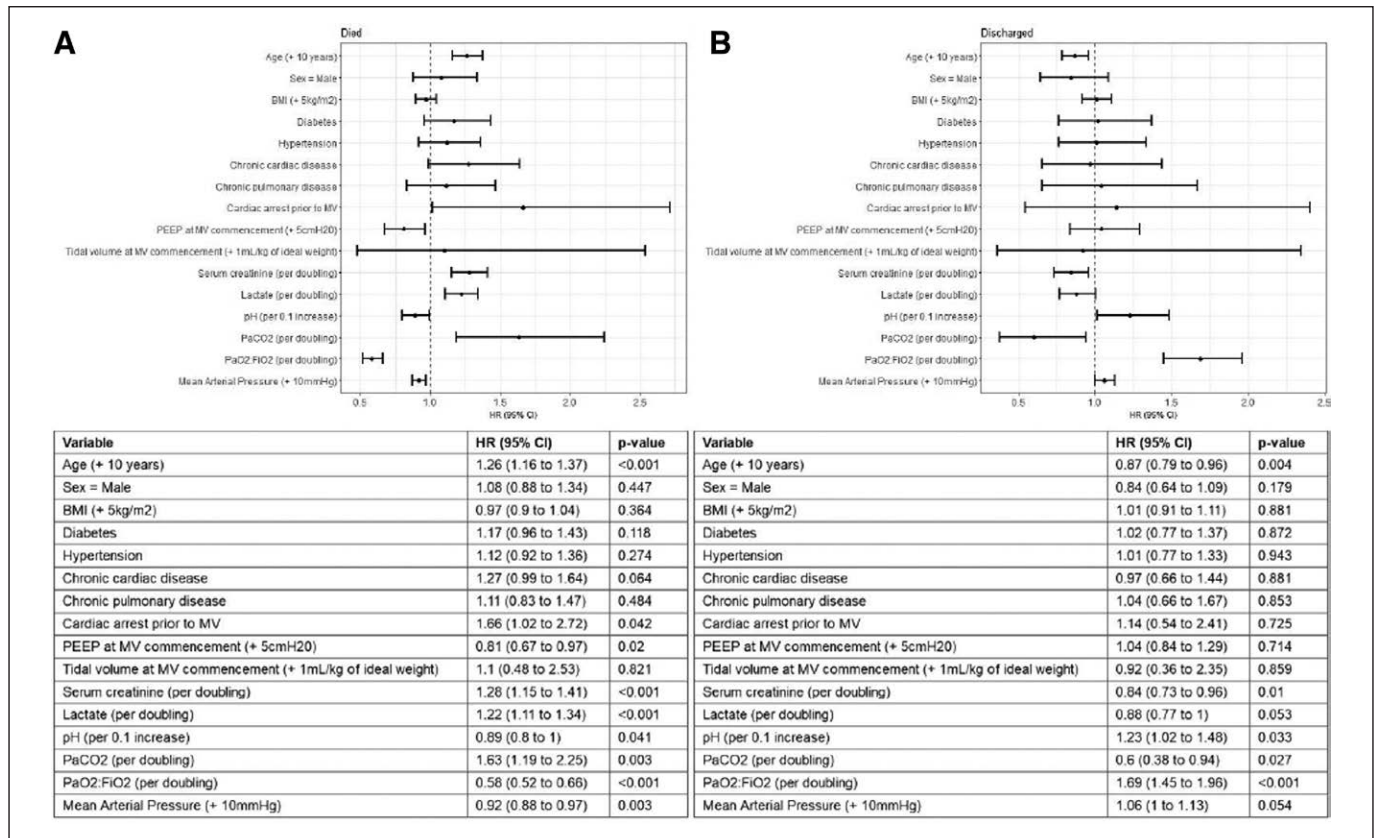 A
Died
Age (+ 10 years)
Sex = Male
BMI (+ 5kg/m2)
Diabetes
Hypertension
Chronic cardiac disease
Chronic pulmonary disease
Cardiac arrest prior to MV
PEEP at MV commencement (+ 5cmH20)
Tidal volume at MV commencement (+ 1mL/kg of ideal weight)
Serum creatinine (per doubling)
Lactate (per doubling)
pH (per 0.1 increase)
PaCO2 (per doubling)
PaO2:FiO2 (per doubling)
Mean Arterial Pressure (+ 10mmHg)
0.5 1.0 1.5 2.0 2.5
HR (95% CI)
B
Discharged
Age (+ 10 years)
Sex = Male
BMI (+ 5kg/m2)
Diabetes
Hypertension
Chronic cardiac disease
Chronic pulmonary disease
Cardiac arrest prior to MV
PEEP at MV commencement (+ 5cmH20)
Tidal volume at MV commencement (+ 1mL/kg of ideal weight)
Serum creatinine (per doubling)
Lactate (per doubling)
pH (per 0.1 increase)
PaCO2 (per doubling)
PaO2:FiO2 (per doubling)
Mean Arterial Pressure (+ 10mmHg)
0.5 1.0 1.5 2.0 2.5
HR (95% CI)
Variable HR (95% CI) p-value
Age (+ 10 years) 1.26 (1.16 to 1.37) <0.001
Sex = Male 1.08 (0.88 to 1.34) 0.447
BMI (+ 5kg/m2) 0.97 (0.9 to 1.04) 0.364
Diabetes 1.17 (0.96 to 1.43) 0.118
Hypertension 1.12 (0.92 to 1.36) 0.274
Chronic cardiac disease 1.27 (0.99 to 1.64) 0.064
Chronic pulmonary disease 1.11 (0.83 to 1.47) 0.484
Cardiac arrest prior to MV 1.66 (1.02 to 2.72) 0.042
PEEP at MV commencement (+ 5cmH20) 0.81 (0.67 to 0.97) 0.02
Tidal volume at MV commencement (+ 1mL/kg of ideal weight) 1.1 (0.48 to 2.53) 0.821
Serum creatinine (per doubling) 1.28 (1.15 to 1.41) <0.001
Lactate (per doubling) 1.22 (1.11 to 1.34) <0.001
pH (per 0.1 increase) 0.89 (0.8 to 1) 0.041
PaCO2 (per doubling) 1.63 (1.19 to 2.25) 0.003
PaO2:FiO2 (per doubling) 0.58 (0.52 to 0.66) <0.001
Mean Arterial Pressure (+ 10mmHg) 0.92 (0.88 to 0.97) 0.003
Variable HR (95% CI) p-value
Age (+ 10 years) 0.87 (0.79 to 0.96) 0.004
Sex = Male 0.84 (0.64 to 1.09) 0.179
BMI (+ 5kg/m2) 1.01 (0.91 to 1.11) 0.881
Diabetes 1.02 (0.77 to 1.37) 0.872
Hypertension 1.01 (0.77 to 1.33) 0.943
Chronic cardiac disease 0.97 (0.66 to 1.44) 0.881
Chronic pulmonary disease 1.04 (0.66 to 1.67) 0.853
Cardiac arrest prior to MV 1.14 (0.54 to 2.41) 0.725
PEEP at MV commencement (+ 5cmH20) 1.04 (0.84 to 1.29) 0.714
Tidal volume at MV commencement (+ 1mL/kg of ideal weight) 0.92 (0.36 to 2.35) 0.859
Serum creatinine (per doubling) 0.84 (0.73 to 0.96) 0.01
Lactate (per doubling) 0.88 (0.77 to 1) 0.053
pH (per 0.1 increase) 1.23 (1.02 to 1.48) 0.033
PaCO2 (per doubling) 0.6 (0.38 to 0.94) 0.027
PaO2:FiO2 (per doubling) 1.69 (1.45 to 1.96) <0.001
Mean Arterial Pressure (+ 10mmHg) 1.06 (1 to 1.13) 0.054